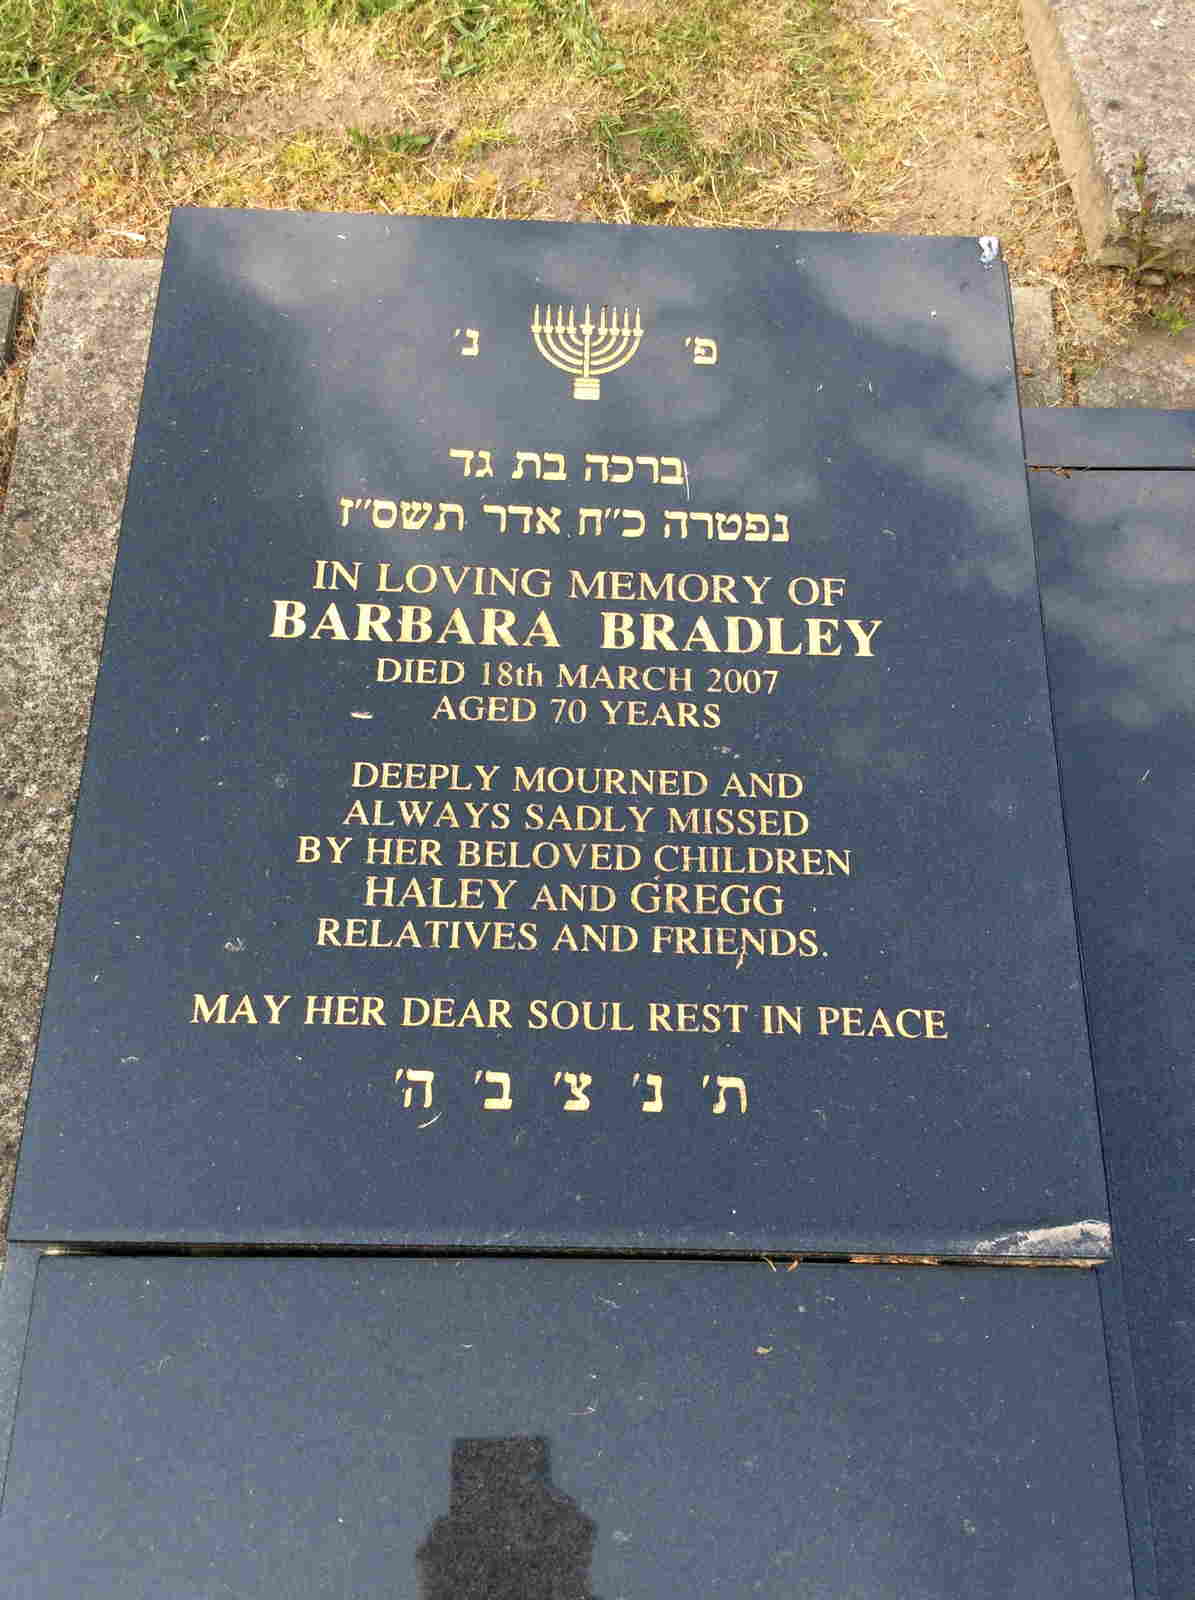 פ' נ'
ברכה בת גד
נפטרה כ"ח אדר תשס"ז
IN LOVING MEMORY OF
BARBARA BRADLEY
DIED 18th MARCH 2007
AGED 70 YEARS
DEEPLY MOURNED AND
ALWAYS SADLY MISSED
BY HER BELOVED CHILDREN
HALEY AND GREGG
RELATIVES AND FRIENDS.
MAY HER DEAR SOUL REST IN PEACE
ת' נ' צ' ב' ה'